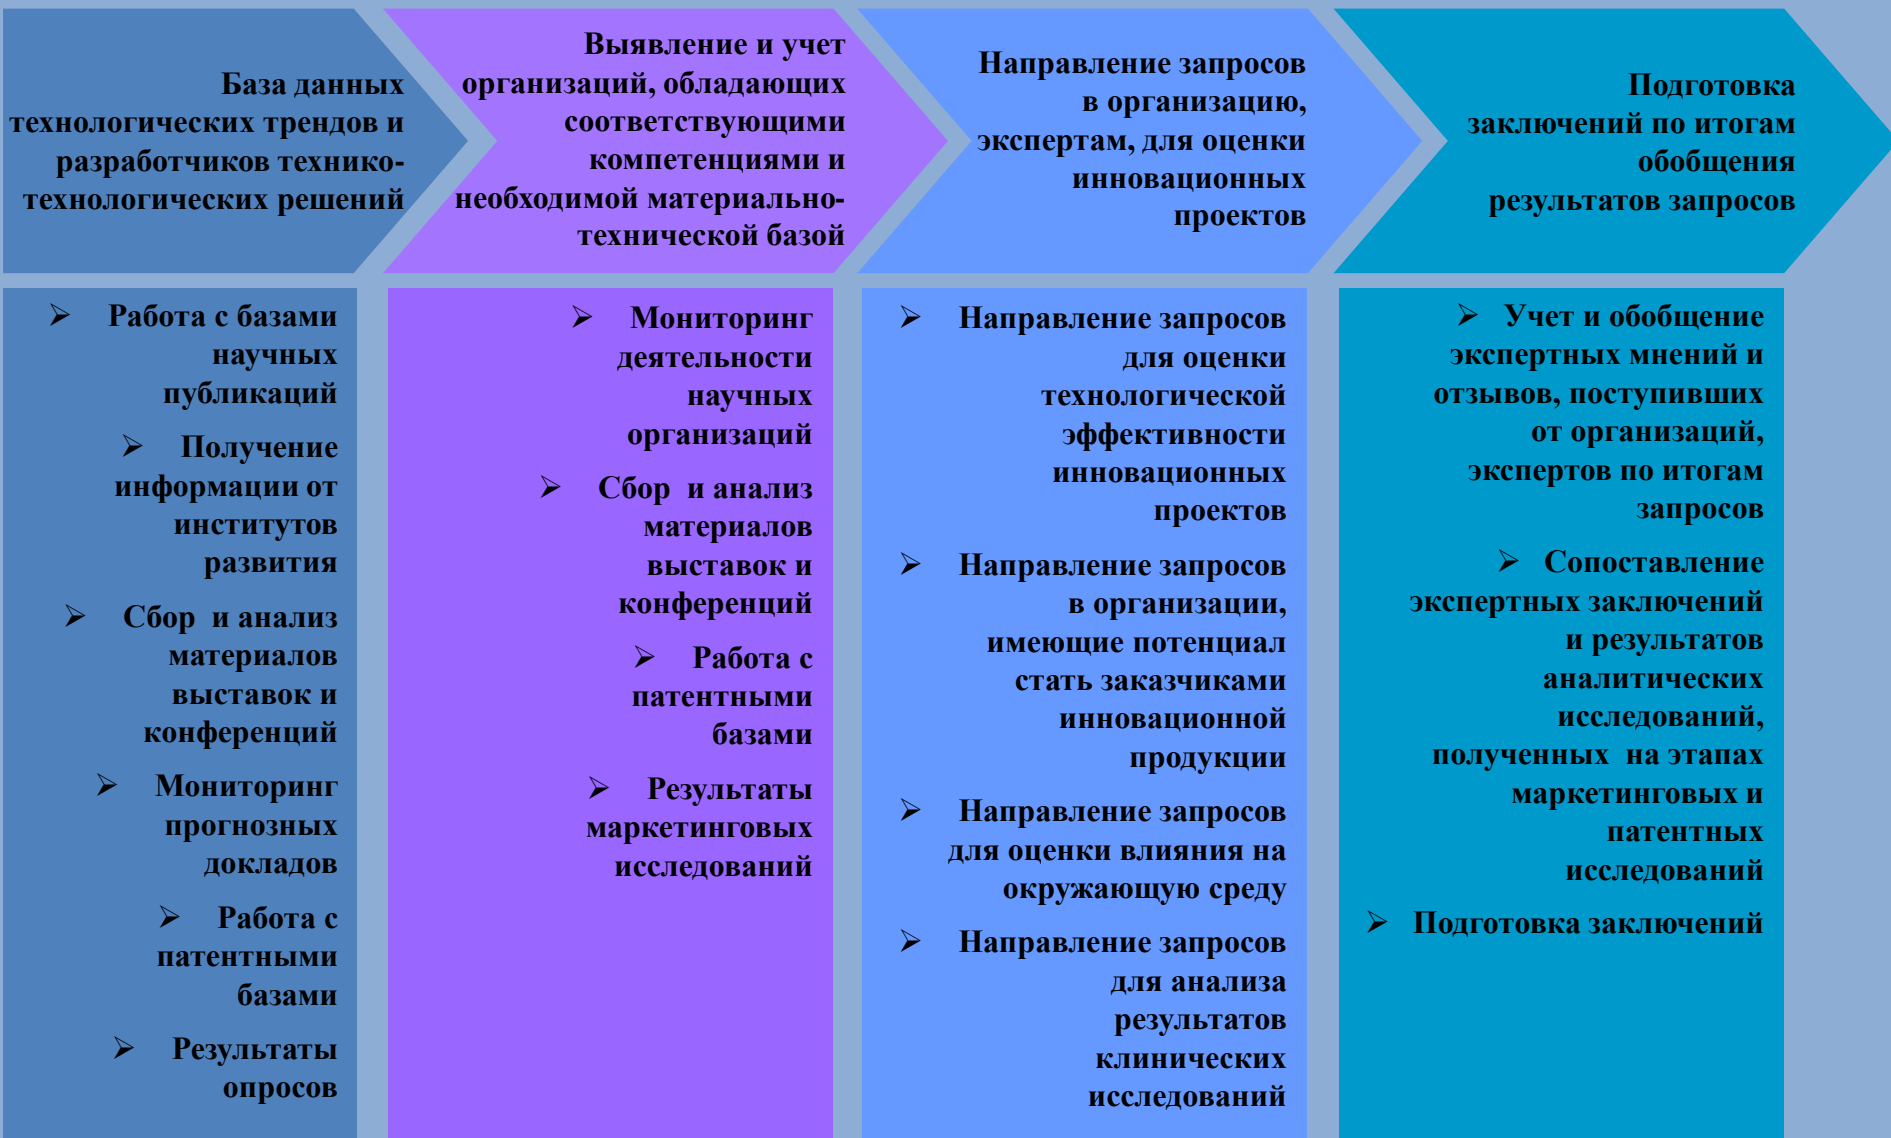 База данных
технологических трендов и
разработчиков технико-
технологических решений
Выявление и учет
организаций, обладающих
соответствующими
компетенциями и
необходимой материально-
технической базой
Направление запросов
в организацию,
экспертам, для оценки
инновационных
проектов
Подготовка
заключений по итогам
обобщения
результатов запросов
➢ Работа с базами
научных
публикаций
➢ Получение
информации от
институтов
развития
➢ Сбор и анализ
материалов
выставок и
конференций
➢ Мониторинг
прогнозных
докладов
➢ Работа с
патентными
базами
➢ Результаты
опросов
➢ Мониторинг
деятельности
научных
организаций
➢ Сбор и анализ
материалов
выставок и
конференций
➢ Работа с
патентными
базами
➢ Результаты
маркетинговых
исследований
➢ Направление запросов
для оценки
технологической
эффективности
инновационных
проектов
➢ Направление запросов
в организации,
имеющие потенциал
стать заказчиками
инновационной
продукции
➢ Направление запросов
для оценки влияния на
окружающую среду
➢ Направление запросов
для анализа
результатов
клинических
исследований
➢ Учет и обобщение
экспертных мнений и
отзывов, поступивших
от организаций,
экспертов по итогам
запросов
➢ Сопоставление
экспертных заключений
и результатов
аналитических
исследований,
полученных на этапах
маркетинговых и
патентных
исследований
➢ Подготовка заключений